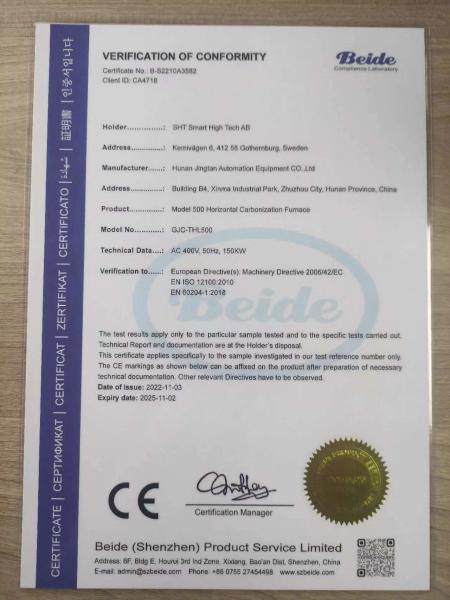 VERIFICATION OF CONFORMITY
Certificate No.: B-S2210A3582
Client ID: CA4718
Beide
Compliance Laboratory
Holder...............: SHT Smart High Tech AB
Address.............: Kemivägen 6, 412 58 Gothernburg, Sweden
Manufacturer.......: Hunan Jingtan Automation Equipment CO.,Ltd
Address.............: Building B4, Xinma Industrial Park, Zhuzhou City, Hunan Province, China
Product..............: Model 500 Horizontal Carbonization Furnace
Model No............: GJC-THL500
Technical Data....: AC 400V, 50Hz, 150KW
Verification to......: European Directive(s): Machinery Directive 2006/42/EC
EN ISO 12100:2010
EN 60204-1:2018
Beide
The test results apply only to the particular sample tested and to the specific tests carried out.
Technical Report and documentation are at the Holder's disposal.
This certificate applies specifically to the sample investigated in our test reference number only.
The CE markings as shown below can be affixed on the product after preparation of necessary
technical documentation. Other relevant Directives have to be observed.
Date of issue: 2022-11-03
Expiry date: 2025-11-02
CE
Certification Manager
Beide (Shenzhen) Product Service Limited
Address: 6F, Bldg E, Hourui 3rd Ind Zone, Xixiang, Bao'an Dist, Shenzhen, China
E-mail: admin@szbeide.com Phone: +86 0755 27454498 www.szbeide.com
CERTIFICATE | СЕРТИФИКАТ | CERTIFICAT | ZERTIFIKAT | CERTIFICADO | شهادة | 証明書 | 인증서입니다